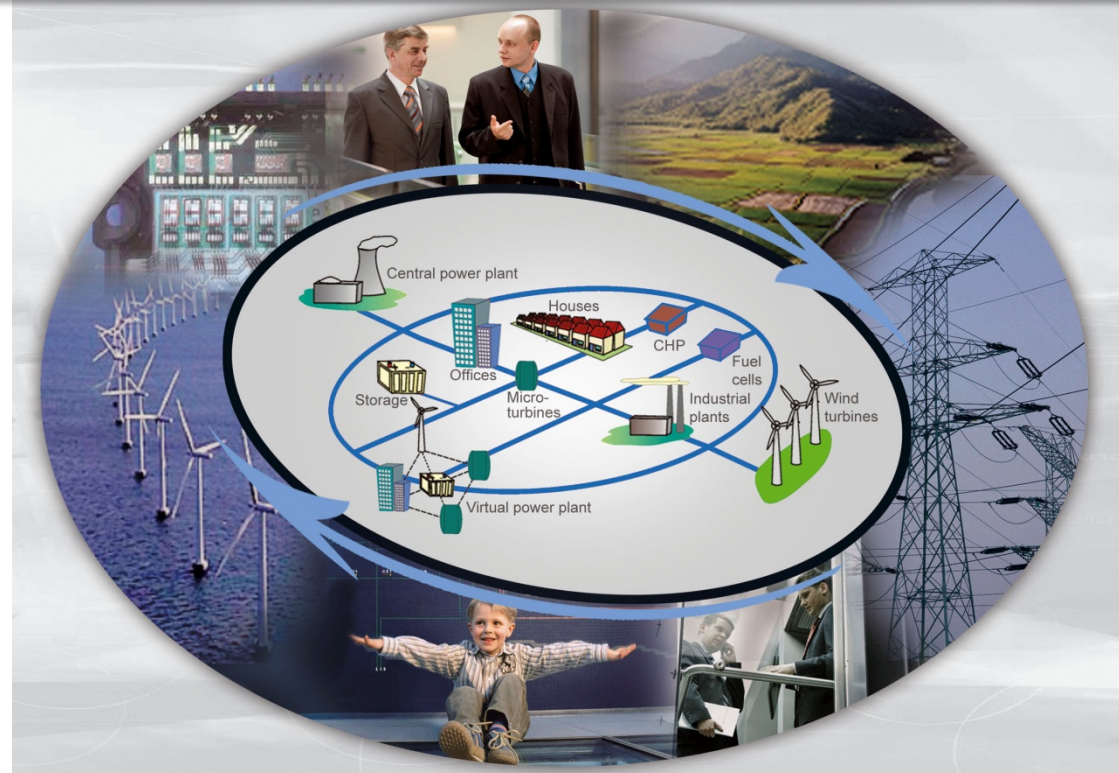 Central power plant
Houses
CHP
Fuel
cells
Offices
Micro-
turbines
Storage
Industrial
plants
Wind
turbines
Virtual power plant